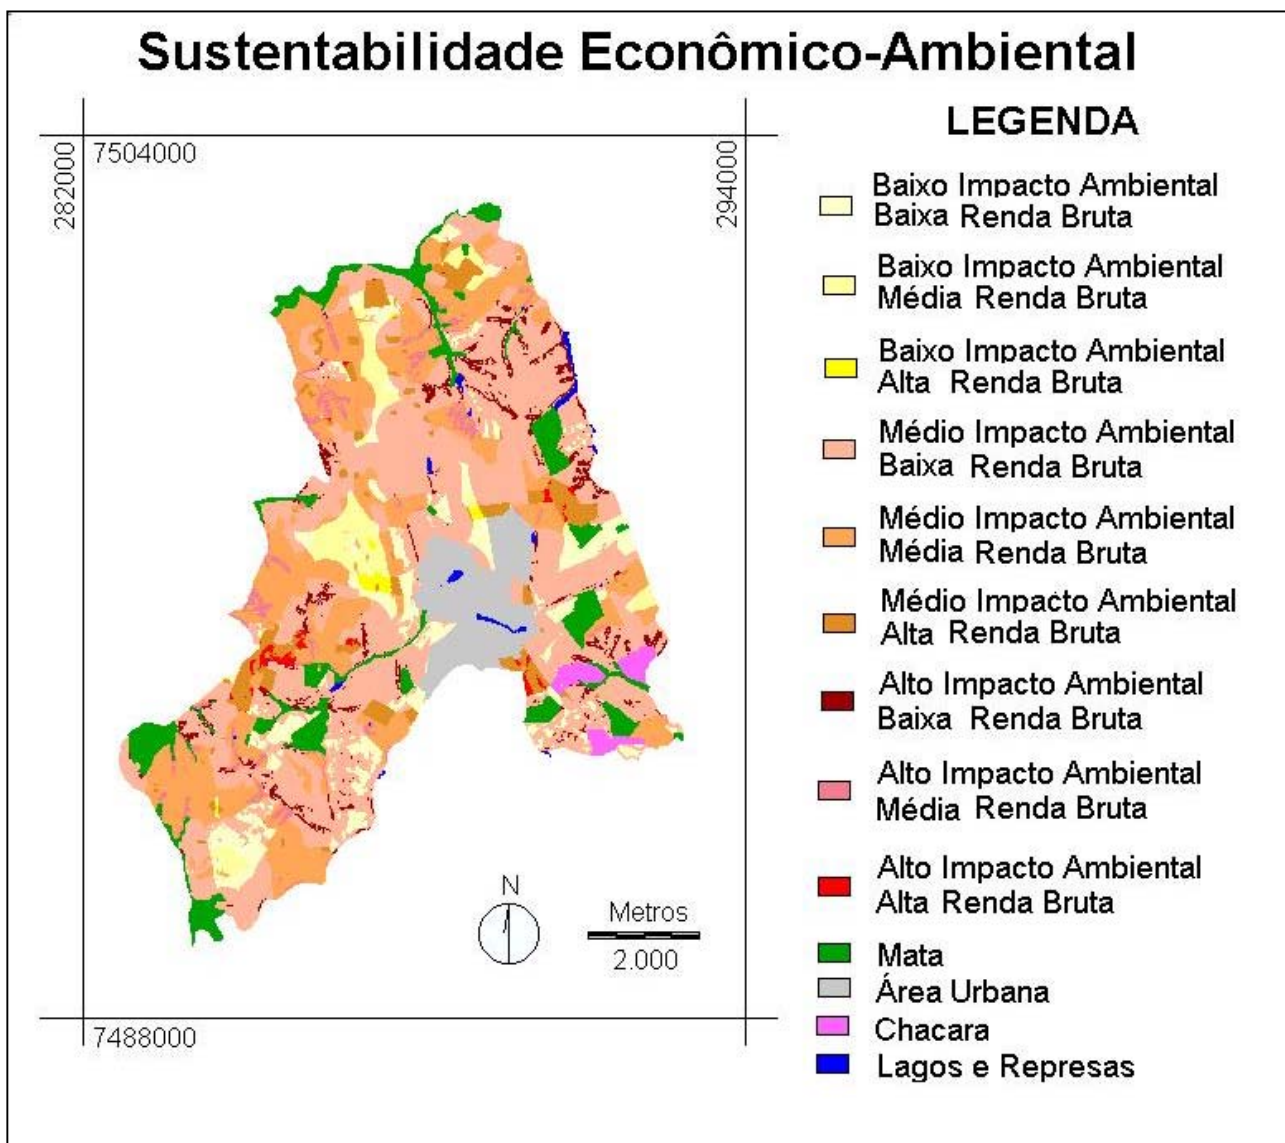 Sustentabilidade Econômico-Ambiental
282000
7504000
294000
7488000
N
Metros
2.000
LEGENDA
Baixo Impacto Ambiental
Baixa Renda Bruta
Baixo Impacto Ambiental
Média Renda Bruta
Baixo Impacto Ambiental
Alta Renda Bruta
Médio Impacto Ambiental
Baixa Renda Bruta
Médio Impacto Ambiental
Média Renda Bruta
Médio Impacto Ambiental
Alta Renda Bruta
Alto Impacto Ambiental
Baixa Renda Bruta
Alto Impacto Ambiental
Média Renda Bruta
Alto Impacto Ambiental
Alta Renda Bruta
Mata
Área Urbana
Chacara
Lagos e Represas